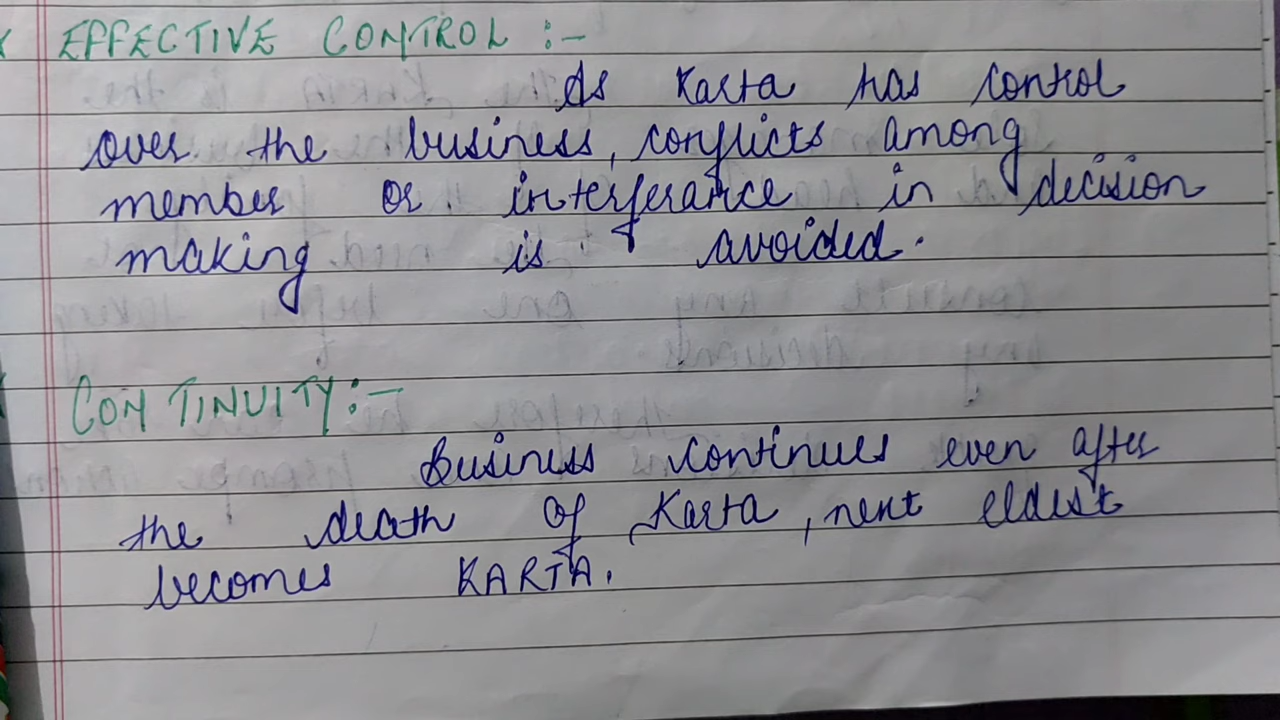 EFFECTIVE CONTROL :-
As Karta has control
over the business, conflicts among
member or interferance in decision
making is avoided.
CONTINUITY:-
Business continues even after
the death of Karta, next eldest
becomes KARTA.